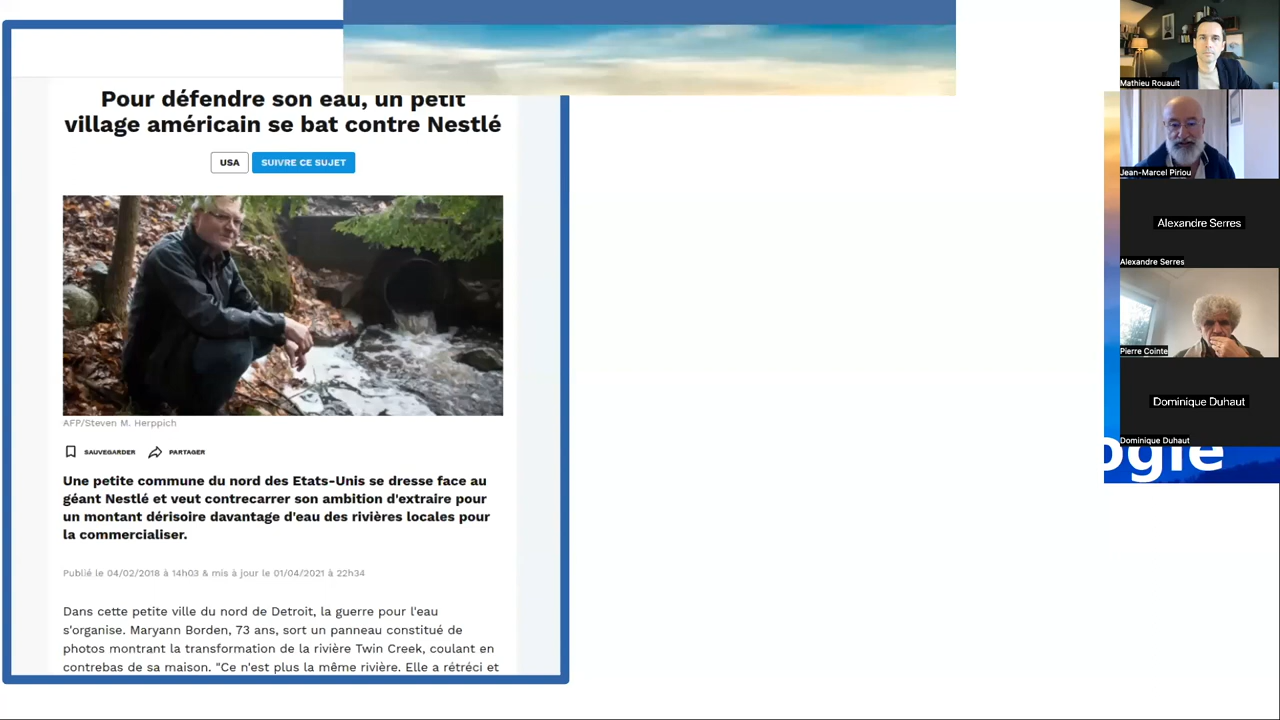 Pour défendre son eau, un petit
village américain se bat contre Nestlé
USA
SUIVRE CE SUJET
AFP/Steven M. Herppich
SAUVEGARDER
PARTAGER
Une petite commune du nord des Etats-Unis se dresse face au
géant Nestlé et veut contrecarrer son ambition d'extraire pour
un montant dérisoire davantage d'eau des rivières locales pour
la commercialiser.
Publié le 04/02/2018 à 14h03 & mis à jour le 01/04/2021 à 22h34
Dans cette petite ville du nord de Detroit, la guerre pour l'eau
s'organise. Maryann Borden, 73 ans, sort un panneau constitué de
photos montrant la transformation de la rivière Twin Creek, coulant en
contrebas de sa maison. "Ce n'est plus la même rivière. Elle a rétréci et
Mathieu Rouault
Jean-Marcel Piriou
Alexandre Serres
Alexandre Serres
Pierre Cointe
Dominique Duhaut
Dominique Duhaut
ogie